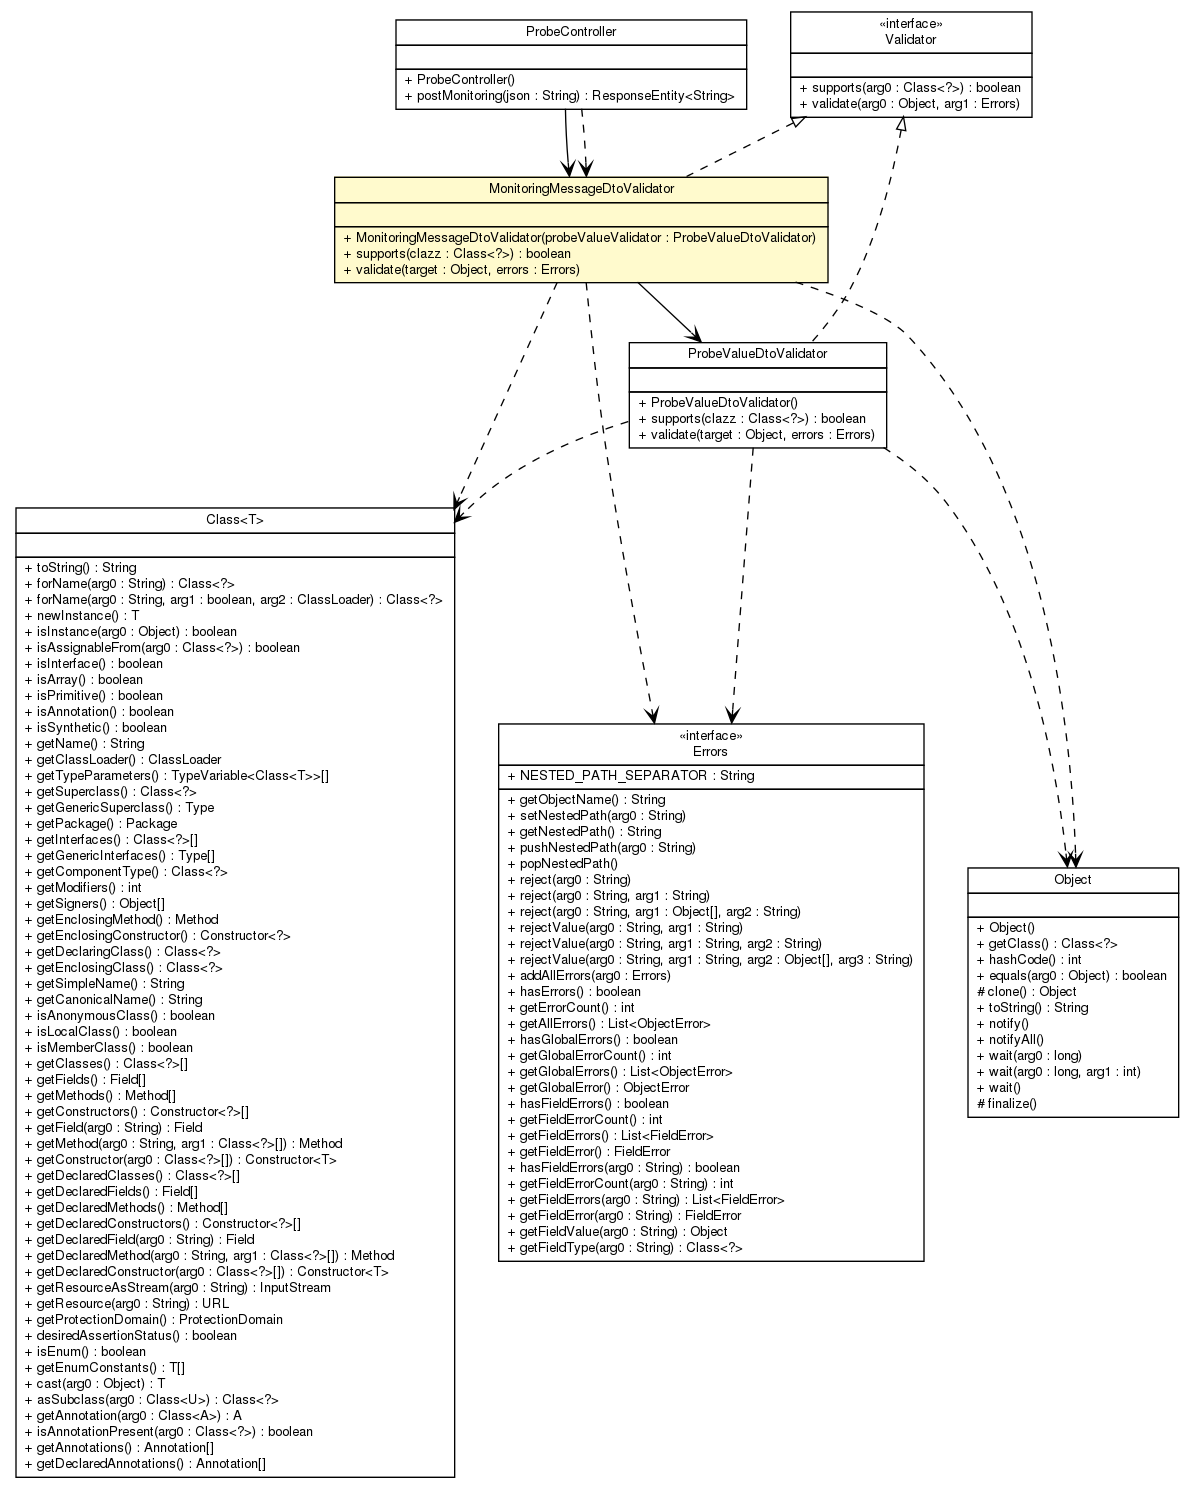 ProbeController
+ ProbeController()
+ postMonitoring(json : String) : ResponseEntity<String>
«interface»
Validator
+ supports(arg0 : Class<?>) : boolean
+ validate(arg0 : Object, arg1 : Errors)
MonitoringMessageDtoValidator
+ MonitoringMessageDtoValidator(probeValueValidator : ProbeValueDtoValidator)
+ supports(clazz : Class<?>) : boolean
+ validate(target : Object, errors : Errors)
ProbeValueDtoValidator
+ ProbeValueDtoValidator()
+ supports(clazz : Class<?>) : boolean
+ validate(target : Object, errors : Errors)
Class<T>
+ toString() : String
+ forName(arg0 : String) : Class<?>
+ forName(arg0 : String, arg1 : boolean, arg2 : ClassLoader) : Class<?>
+ newInstance() : T
+ isInstance(arg0 : Object) : boolean
+ isAssignableFrom(arg0 : Class<?>) : boolean
+ isInterface() : boolean
+ isArray() : boolean
+ isPrimitive() : boolean
+ isAnnotation() : boolean
+ isSynthetic() : boolean
+ getName() : String
+ getClassLoader() : ClassLoader
+ getTypeParameters() : TypeVariable<Class<T>>[]
+ getSuperclass() : Class<?>
+ getGenericSuperclass() : Type
+ getPackage() : Package
+ getInterfaces() : Class<?>[]
+ getGenericInterfaces() : Type[]
+ getComponentType() : Class<?>
+ getModifiers() : int
+ getSigners() : Object[]
+ getEnclosingMethod() : Method
+ getEnclosingConstructor() : Constructor<?>
+ getDeclaringClass() : Class<?>
+ getEnclosingClass() : Class<?>
+ getSimpleName() : String
+ getCanonicalName() : String
+ isAnonymousClass() : boolean
+ isLocalClass() : boolean
+ isMemberClass() : boolean
+ getClasses() : Class<?>[]
+ getFields() : Field[]
+ getMethods() : Method[]
+ getConstructors() : Constructor<?>[]
+ getField(arg0 : String) : Field
+ getMethod(arg0 : String, arg1 : Class<?>[]) : Method
+ getConstructor(arg0 : Class<?>[]) : Constructor<T>
+ getDeclaredClasses() : Class<?>[]
+ getDeclaredFields() : Field[]
+ getDeclaredMethods() : Method[]
+ getDeclaredConstructors() : Constructor<?>[]
+ getDeclaredField(arg0 : String) : Field
+ getDeclaredMethod(arg0 : String, arg1 : Class<?>[]) : Method
+ getDeclaredConstructor(arg0 : Class<?>[]) : Constructor<T>
+ getResourceAsStream(arg0 : String) : InputStream
+ getResource(arg0 : String) : URL
+ getProtectionDomain() : ProtectionDomain
+ desiredAssertionStatus() : boolean
+ isEnum() : boolean
+ getEnumConstants() : T[]
+ cast(arg0 : Object) : T
+ asSubclass(arg0 : Class<U>) : Class<?>
+ getAnnotation(arg0 : Class<A>) : A
+ isAnnotationPresent(arg0 : Class<?>) : boolean
+ getAnnotations() : Annotation[]
+ getDeclaredAnnotations() : Annotation[]
«interface»
Errors
+ NESTED_PATH_SEPARATOR : String
+ getObjectName() : String
+ setNestedPath(arg0 : String)
+ getNestedPath() : String
+ pushNestedPath(arg0 : String)
+ popNestedPath()
+ reject(arg0 : String)
+ reject(arg0 : String, arg1 : String)
+ reject(arg0 : String, arg1 : Object[], arg2 : String)
+ rejectValue(arg0 : String, arg1 : String)
+ rejectValue(arg0 : String, arg1 : String, arg2 : String)
+ rejectValue(arg0 : String, arg1 : String, arg2 : Object[], arg3 : String)
+ addAllErrors(arg0 : Errors)
+ hasErrors() : boolean
+ getErrorCount() : int
+ getAllErrors() : List<ObjectError>
+ hasGlobalErrors() : boolean
+ getGlobalErrorCount() : int
+ getGlobalErrors() : List<ObjectError>
+ getGlobalError() : ObjectError
+ hasFieldErrors() : boolean
+ getFieldErrorCount() : int
+ getFieldErrors() : List<FieldError>
+ getFieldError() : FieldError
+ hasFieldErrors(arg0 : String) : boolean
+ getFieldErrorCount(arg0 : String) : int
+ getFieldErrors(arg0 : String) : List<FieldError>
+ getFieldError(arg0 : String) : FieldError
+ getFieldValue(arg0 : String) : Object
+ getFieldType(arg0 : String) : Class<?>
Object
+ Object()
+ getClass() : Class<?>
+ hashCode() : int
+ equals(arg0 : Object) : boolean
# clone() : Object
+ toString() : String
+ notify()
+ notifyAll()
+ wait(arg0 : long)
+ wait(arg0 : long, arg1 : int)
+ wait()
# finalize()